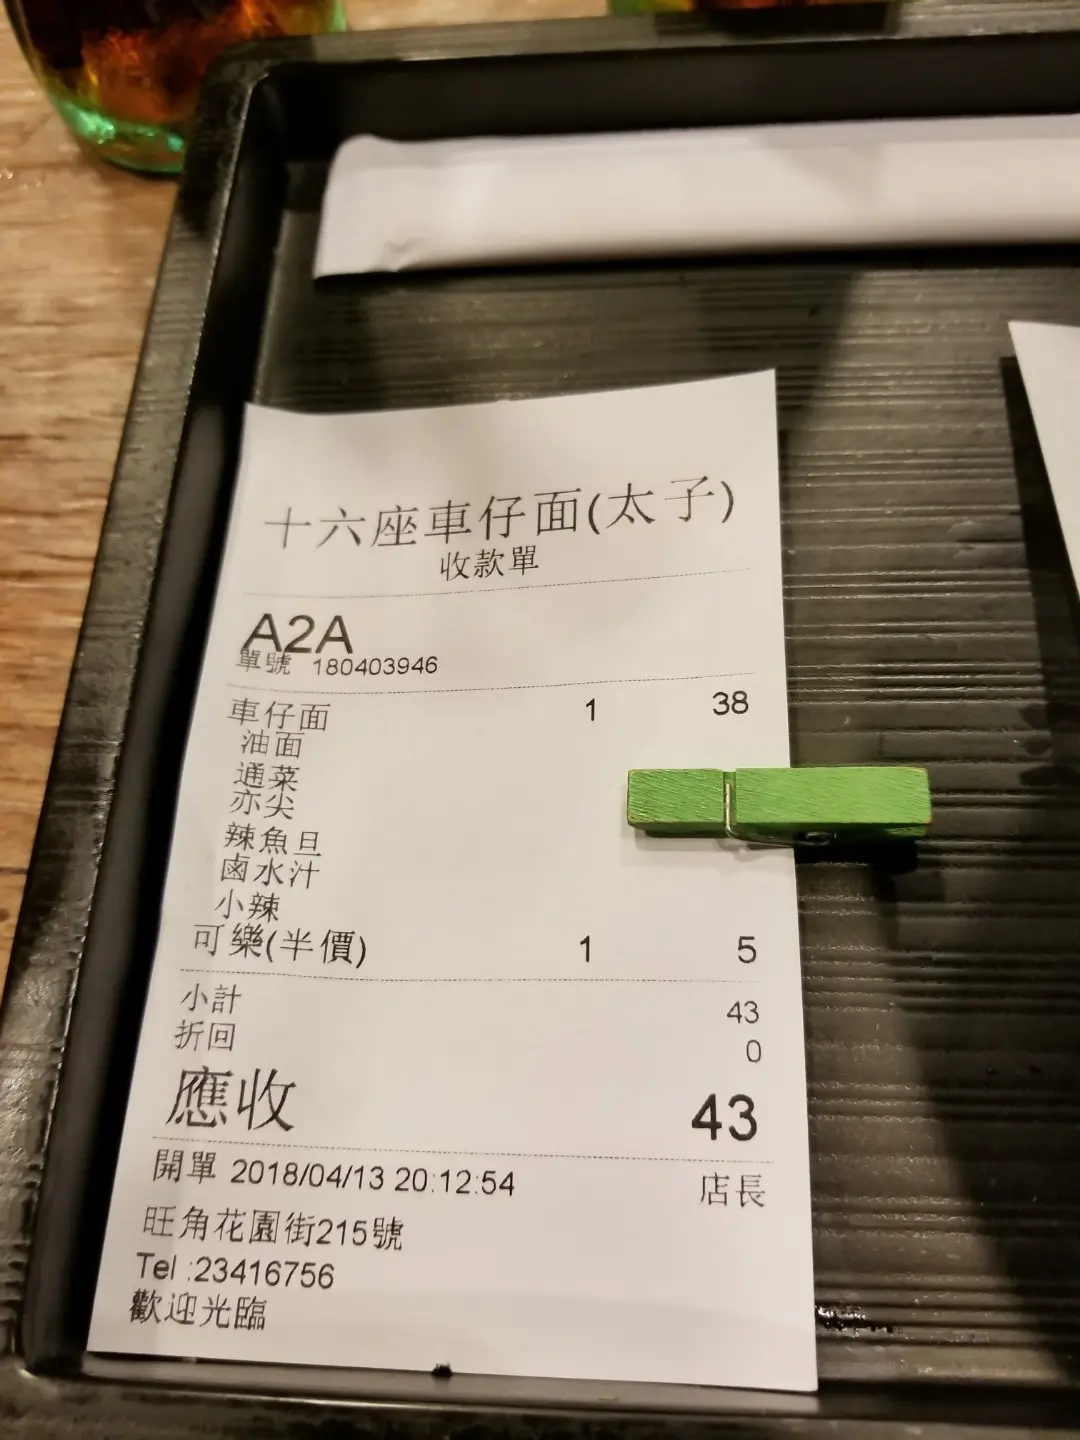 十六座車仔面(太子)
收款單
A2A
單號 180403946
車仔面 1 38
油面
通菜
亦尖
辣魚旦
鹵水汁
小辣
可樂(半價) 1 5
小計 43
折回 0
應收 43
開單 2018/04/13 20:12:54 店長
旺角花園街215號
Tel :23416756
歡迎光臨